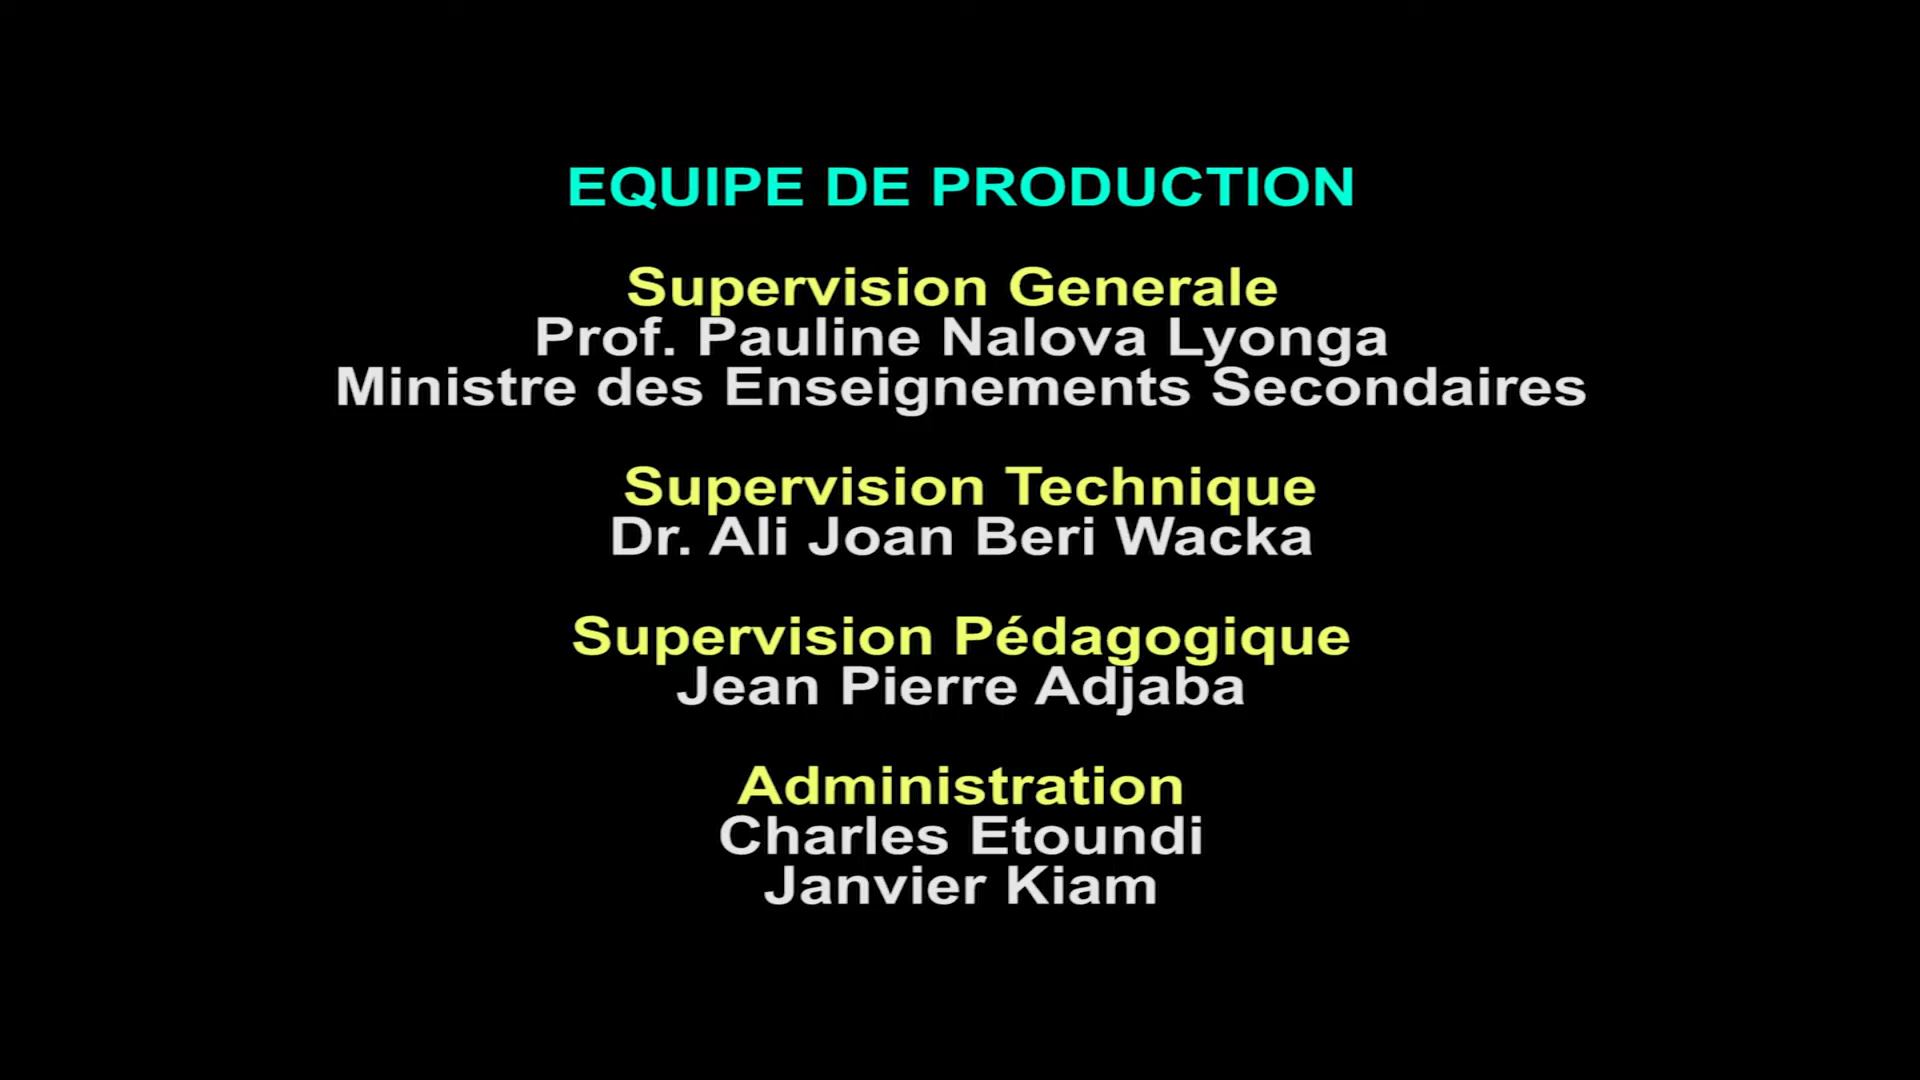 EQUIPE DE PRODUCTION
Supervision Generale
Prof. Pauline Nalova Lyonga
Ministre des Enseignements Secondaires
Supervision Technique
Dr. Ali Joan Beri Wacka
Supervision Pédagogique
Jean Pierre Adjaba
Administration
Charles Etoundi
Janvier Kiam